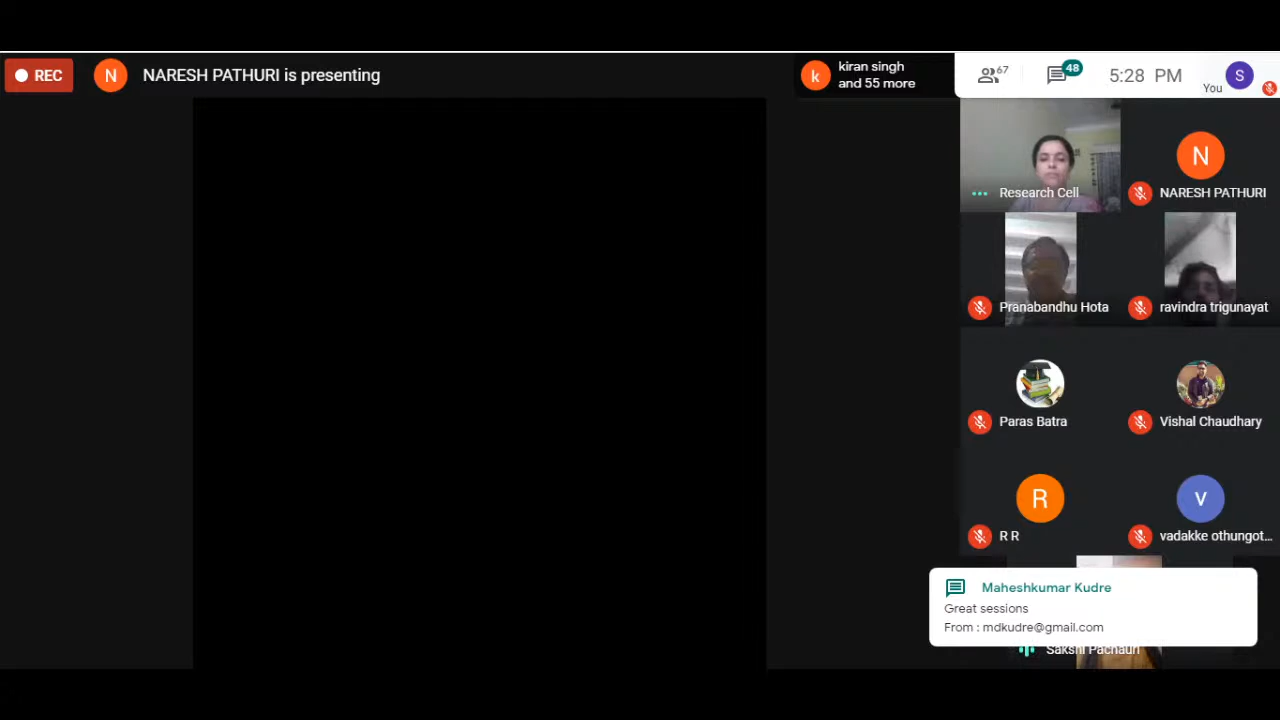 REC
N
NARESH PATHURI is presenting
k
kiran singh
and 55 more
67
48
5:28 PM
You
S
Research Cell
N
NARESH PATHURI
Pranabandhu Hota
ravindra trigunayat
Paras Batra
Vishal Chaudhary
R
R R
V
vadakke othungot...
Maheshkumar Kudre
Great sessions
From : mdkudre@gmail.com
Sakshi Pachauri